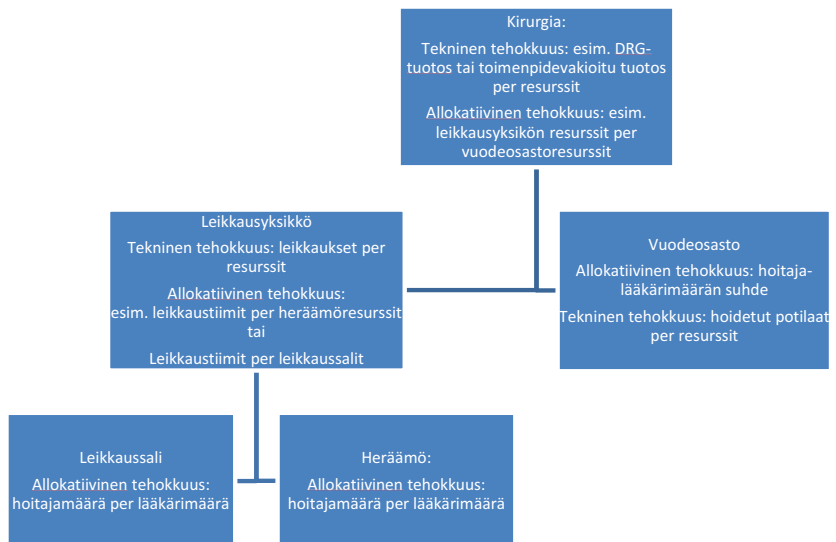 Kirurgia:
Tekninen tehokkuus: esim. DRG-
tuotos tai toimenpidevakioitu tuotos
per resurssit
Allokatiivinen tehokkuus: esim.
leikkausyksikön resurssit per
vuodeosastoresurssit
Leikkausyksikkö
Tekninen tehokkuus: leikkaukset per
resurssit
Allokatiivinen tehokkuus:
esim. leikkaustiimit per heräämöresurssit
tai
Leikkaustiimit per leikkaussalit
Vuodeosasto
Allokatiivinen tehokkuus: hoitaja-
lääkärimäärän suhde
Tekninen tehokkuus: hoidetut potilaat
per resurssit
Leikkaussali
Allokatiivinen tehokkuus:
hoitajamäärä per lääkärimäärä
Heräämö:
Allokatiivinen tehokkuus:
hoitajamäärä per lääkärimäärä